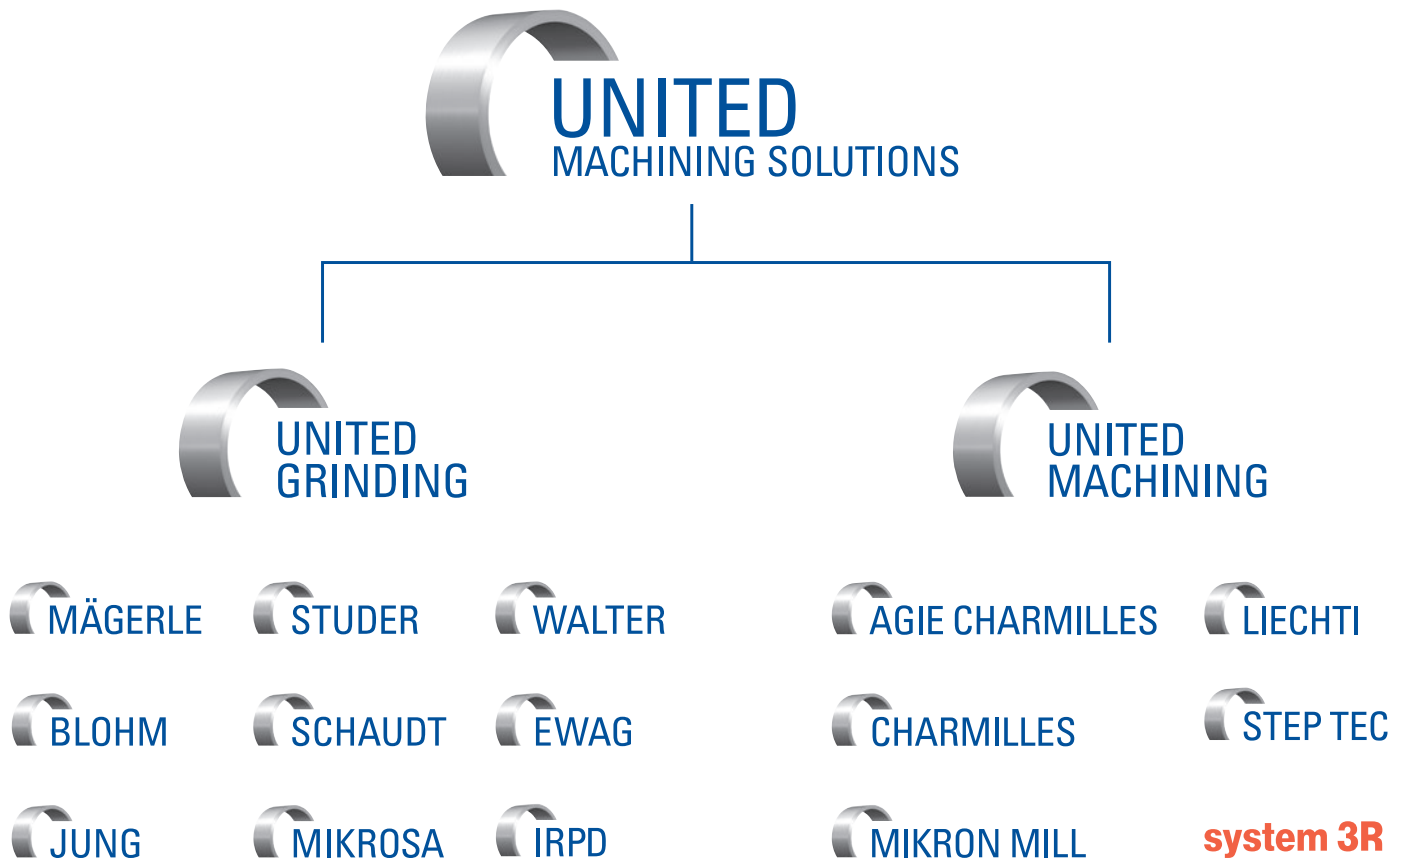 UNITED
MACHINING SOLUTIONS
UNITED
GRINDING
UNITED
MACHINING
MÄGERLE
STUDER
WALTER
AGIE CHARMILLES
LIECHTI
BLOHM
SCHAUDT
EWAG
CHARMILLES
STEP TEC
JUNG
MIKROSA
IRPD
MIKRON MILL
system 3R